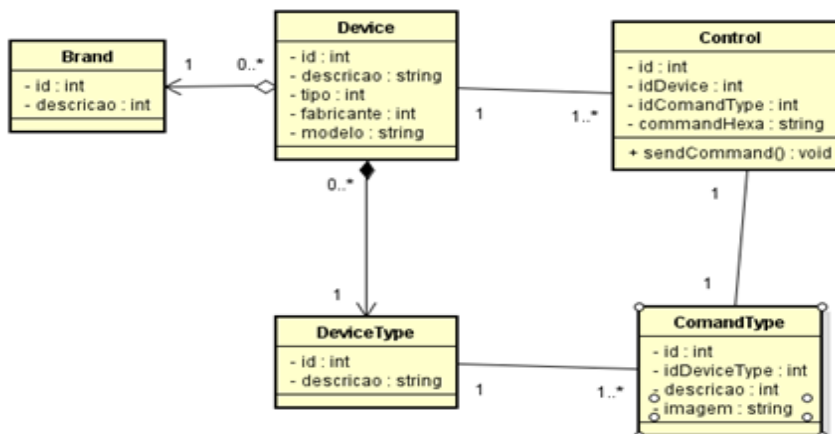 Brand
- id : int
- descricao : int
1
0..*
Device
- id : int
- descricao : string
- tipo : int
- fabricante : int
- modelo : string
1
1..*
Control
- id : int
- idDevice : int
- idComandType : int
- commandHexa : string
+ sendCommand() : void
0..*
1
1
1
DeviceType
- id : int
- descricao : string
1
1..*
ComandType
- id : int
- idDeviceType : int
- descricao : int
- imagem : string